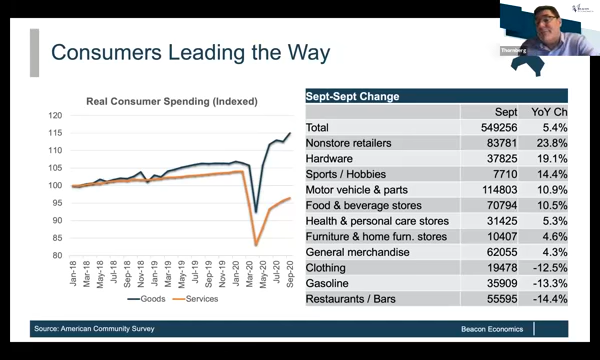 Consumers Leading the Way
Thornberg
Real Consumer Spending (Indexed)
120
115
110
105
100
95
90
85
80
Jan-18
Mar-18
May-18
Jul-18
Sep-18
Nov-18
Jan-19
Mar-19
May-19
Jul-19
Sep-19
Nov-19
Jan-20
Mar-20
May-20
Jul-20
Sep-20
Goods Services
Sept-Sept Change
Sept YoY Ch
Total 549256 5.4%
Nonstore retailers 83781 23.8%
Hardware 37825 19.1%
Sports / Hobbies 7710 14.4%
Motor vehicle & parts 114803 10.9%
Food & beverage stores 70794 10.5%
Health & personal care stores 31425 5.3%
Furniture & home furn. stores 10407 4.6%
General merchandise 62055 4.3%
Clothing 19478 -12.5%
Gasoline 35909 -13.3%
Restaurants / Bars 55595 -14.4%
Source: American Community Survey
Beacon Economics